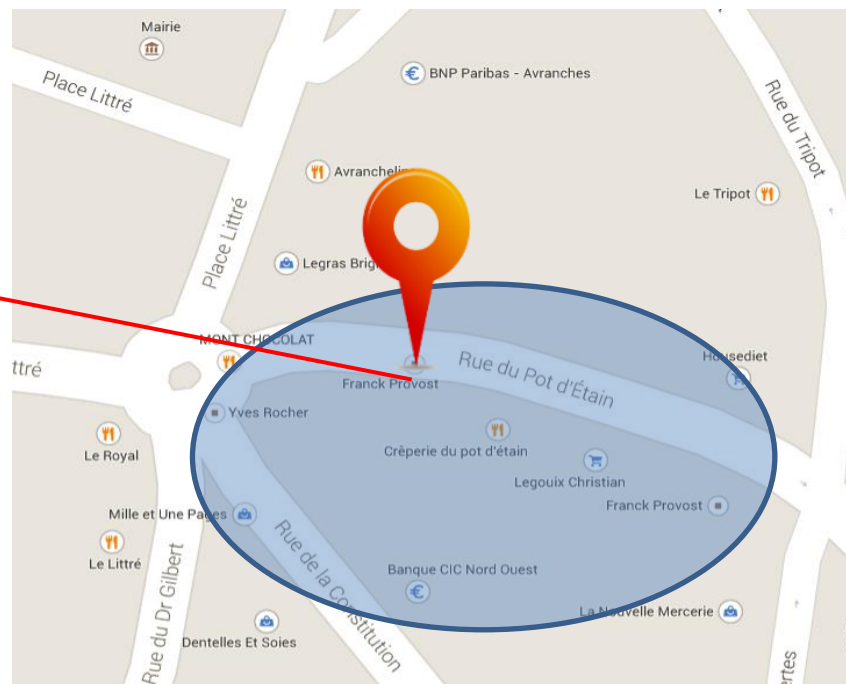 Mairie
BNP Paribas - Avranches
Place Littré
Rue du Tripot
Avrancheli
Le Tripot
Place Littré
Legras Brig
MONT CHOCOLAT
Rue du Pot d'Étain
Housediet
ttré
Franck Provost
Yves Rocher
Crèperie du pot d'étain
Le Royal
Legouix Christian
Franck Provost
Mille et Une Pages
Le Littré
Rue de la Constitution
Banque CIC Nord Ouest
Rue du Dr Gilbert
La Nouvelle Mercerie
Dentelles Et Soies
ertes